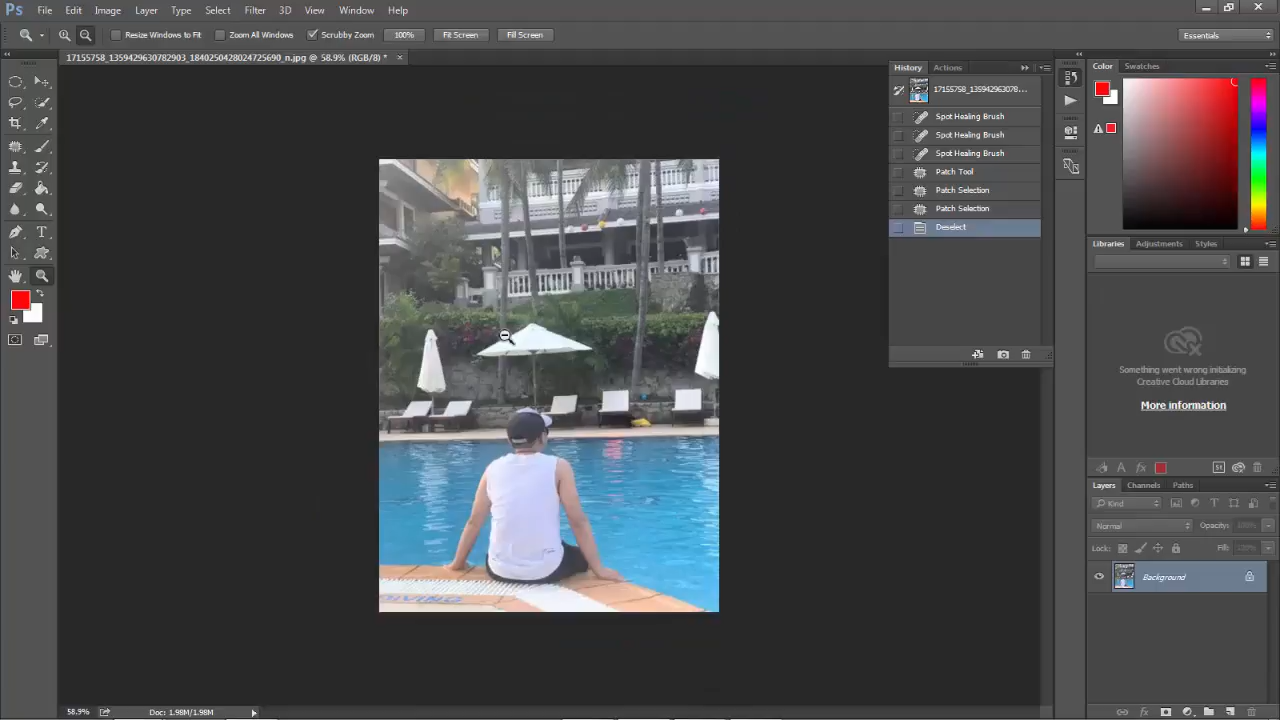 Ps File Edit Image Layer Type Select Filter 3D View Window Help
Resize Windows to Fit Zoom All Windows Scrubby Zoom 100% Fit Screen Fill Screen Essentials
17155758_1359429630782903_1840250428024725690_n.jpg @ 58.9% (RGB/8) *
History Actions
17155758_135942963078...
Spot Healing Brush
Spot Healing Brush
Spot Healing Brush
Patch Tool
Patch Selection
Patch Selection
Deselect
Color Swatches
Libraries Adjustments Styles
Something went wrong initializing
Creative Cloud Libraries
More information
Layers Channels Paths
Kind
Normal Opacity: 100%
Lock: Fill: 100%
Background
DIVING
58.9% Doc: 1.98M/1.98M